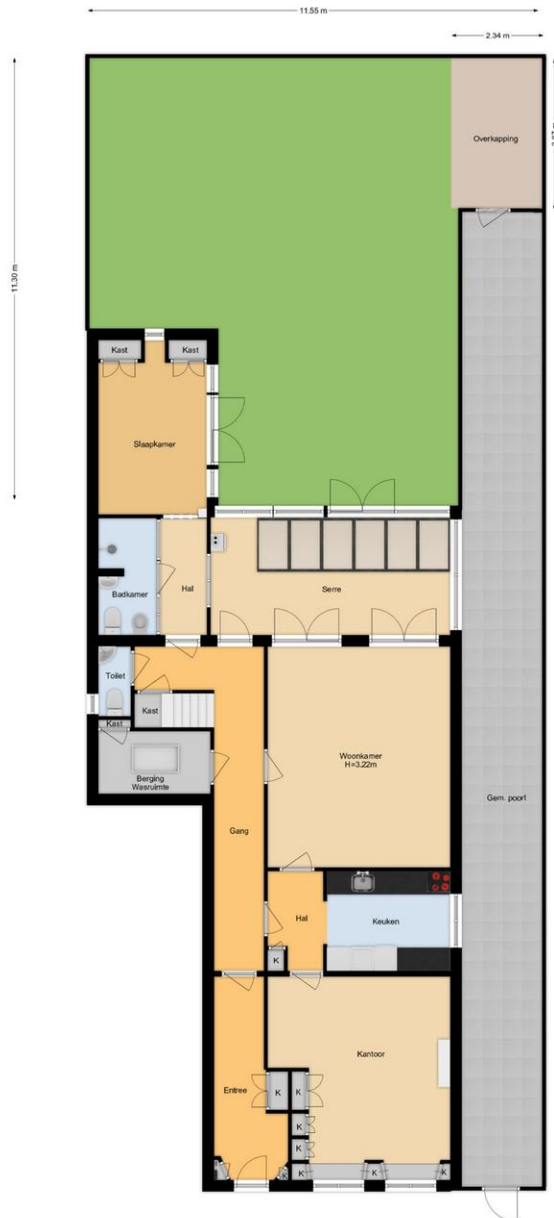 11.55 m
2.34 m
11.30 m
Overkapping
Kast
Kast
Slaapkamer
Badkamer
Hal
Serre
Toilet
Kast
Kast
Woonkamer
H=3.22m
Berging
Wasruimte
Gang
Gem. poort
Hal
Keuken
K
Kantoor
Entree
K
K
K
K
K
K
K
K